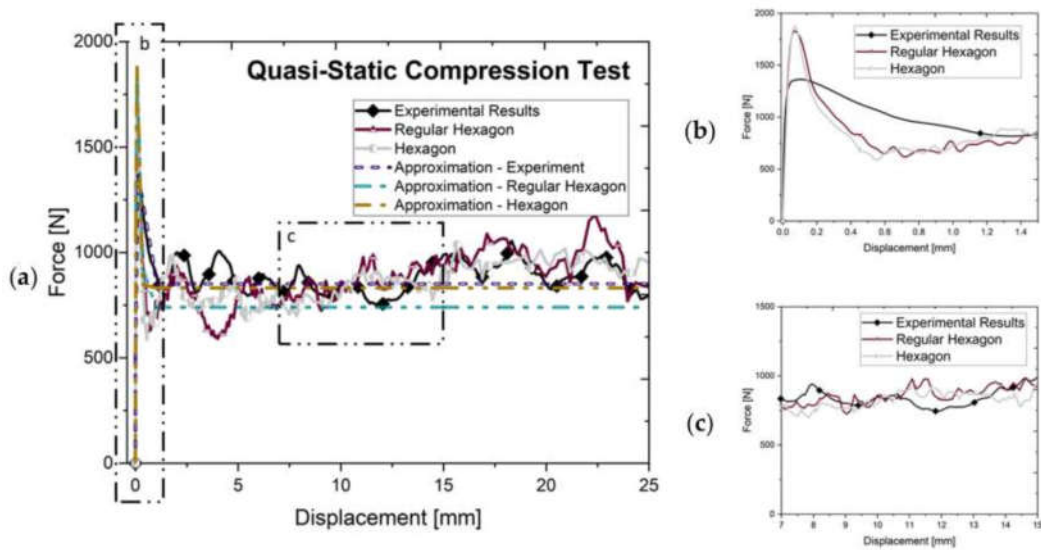 (a)
b
Quasi-Static Compression Test
Experimental Results
Regular Hexagon
Hexagon
Approximation - Experiment
Approximation - Regular Hexagon
Approximation - Hexagon
c
2000
1500
1000
500
0
Force [N]
0 5 10 15 20 25
Displacement [mm]
(b)
Experimental Results
Regular Hexagon
Hexagon
2000
1500
1000
500
0
Force [N]
0.0 0.2 0.4 0.6 0.8 1.0 1.2 1.4
Displacement [mm]
(c)
Experimental Results
Regular Hexagon
Hexagon
1500
1000
500
0
Force [N]
7 8 9 10 11 12 13 14 15
Displacement [mm]